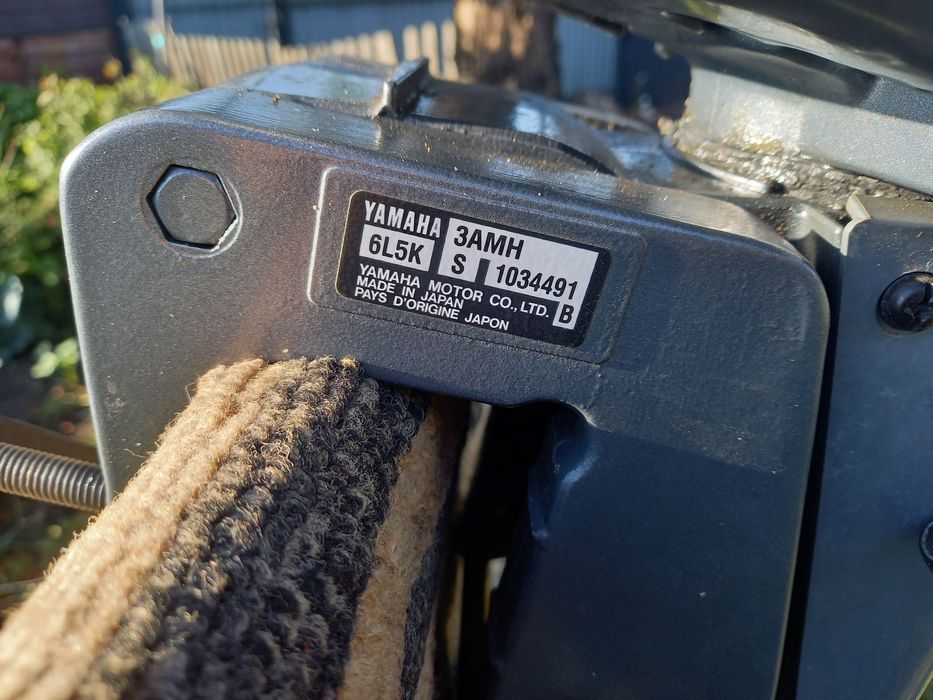 YAMAHA 3AMH
6L5K S 1034491
YAMAHA MOTOR CO., LTD. B
MADE IN JAPAN
PAYS D'ORIGINE JAPON